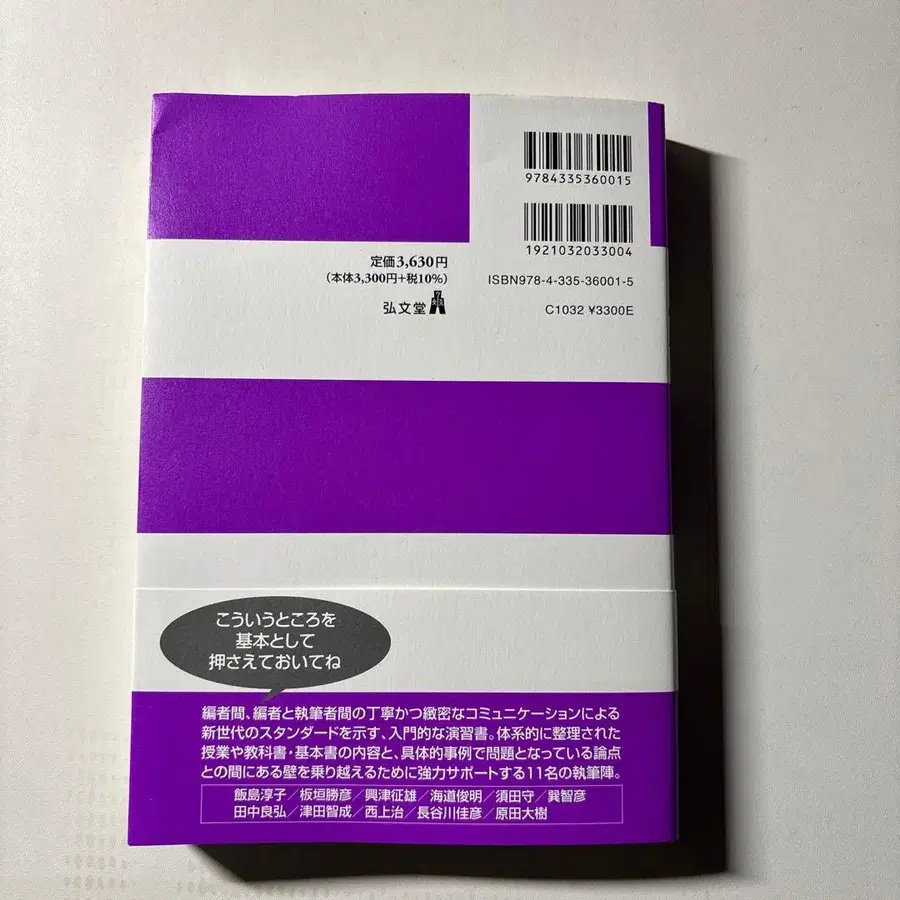 9784335360015
1921032033004
定価3,630円
(本体3,300円+税10%)
弘文堂
ISBN978-4-335-36001-5
C1032 ¥3300E
こういうところを
基本として
押さえておいてね
編者間、編者と執筆者間の丁寧かつ緻密なコミュニケーションによる
新世代のスタンダードを示す、入門的な演習書。体系的に整理された
授業や教科書・基本書の内容と、具体的事例で問題となっている論点
との間にある壁を乗り越えるために強力サポートする11名の執筆陣。
飯島淳子／板垣勝彦／興津征雄／海道俊明／須田守／巽智彦
田中良弘／津田智成／西上治／長谷川佳彦／原田大樹